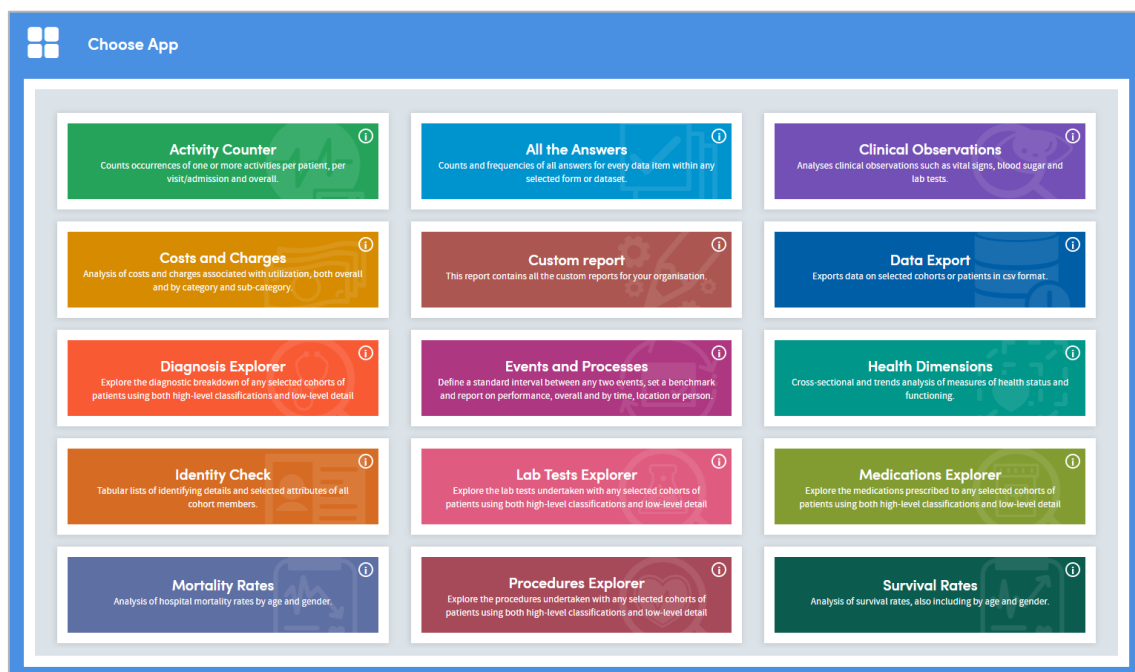 Choose App
Activity Counter
Counts occurrences of one or more activities per patient, per
visit/admission and overall.
All the Answers
Counts and frequencies of all answers for every data item within any
selected form or dataset.
Clinical Observations
Analyses clinical observations such as vital signs, blood sugar and
lab tests.
Costs and Charges
Analysis of costs and charges associated with utilization, both overall
and by category and sub-category.
Custom report
This report contains all the custom reports for your organisation.
Data Export
Exports data on selected cohorts or patients in csv format.
Diagnosis Explorer
Explore the diagnostic breakdown of any selected cohorts of
patients using both high-level classifications and low-level detail
Events and Processes
Define a standard interval between any two events, set a benchmark
and report on performance, overall and by time, location or person.
Health Dimensions
Cross-sectional and trends analysis of measures of health status and
functioning.
Identity Check
Tabular lists of identifying details and selected attributes of all
cohort members.
Lab Tests Explorer
Explore the lab tests undertaken with any selected cohorts of
patients using both high-level classifications and low-level detail
Medications Explorer
Explore the medications prescribed to any selected cohorts of
patients using both high-level classifications and low-level detail
Mortality Rates
Analysis of hospital mortality rates by age and gender.
Procedures Explorer
Explore the procedures undertaken with any selected cohorts of
patients using both high-level classifications and low-level detail
Survival Rates
Analysis of survival rates, also including by age and gender.